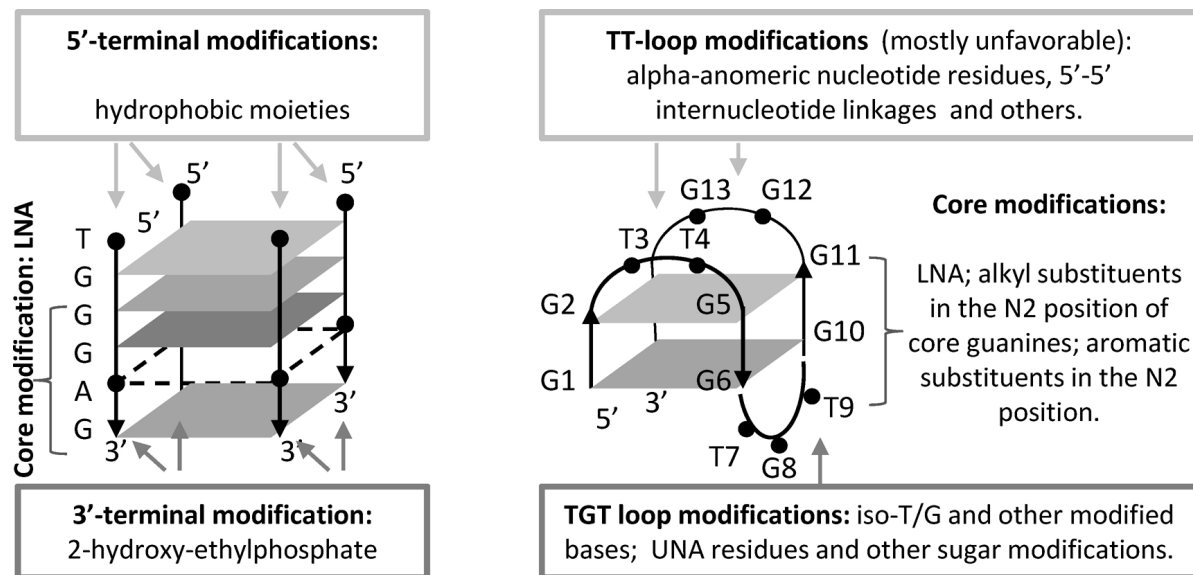 5’-terminal modifications:
hydrophobic moieties
5’
5’
5’
T
G
G
G
A
G
3’
3’
3’
Core modification: LNA
3’-terminal modification:
2-hydroxy-ethylphosphate
TT-loop modifications (mostly unfavorable):
alpha-anomeric nucleotide residues, 5’-5’
internucleotide linkages and others.
G13
G12
T3
T4
G11
G2
G5
G10
G1
G6
5’
3’
T9
T7
G8
Core modifications:
LNA; alkyl substituents
in the N2 position of
core guanines; aromatic
substituents in the N2
position.
TGT loop modifications: iso-T/G and other modified
bases; UNA residues and other sugar modifications.